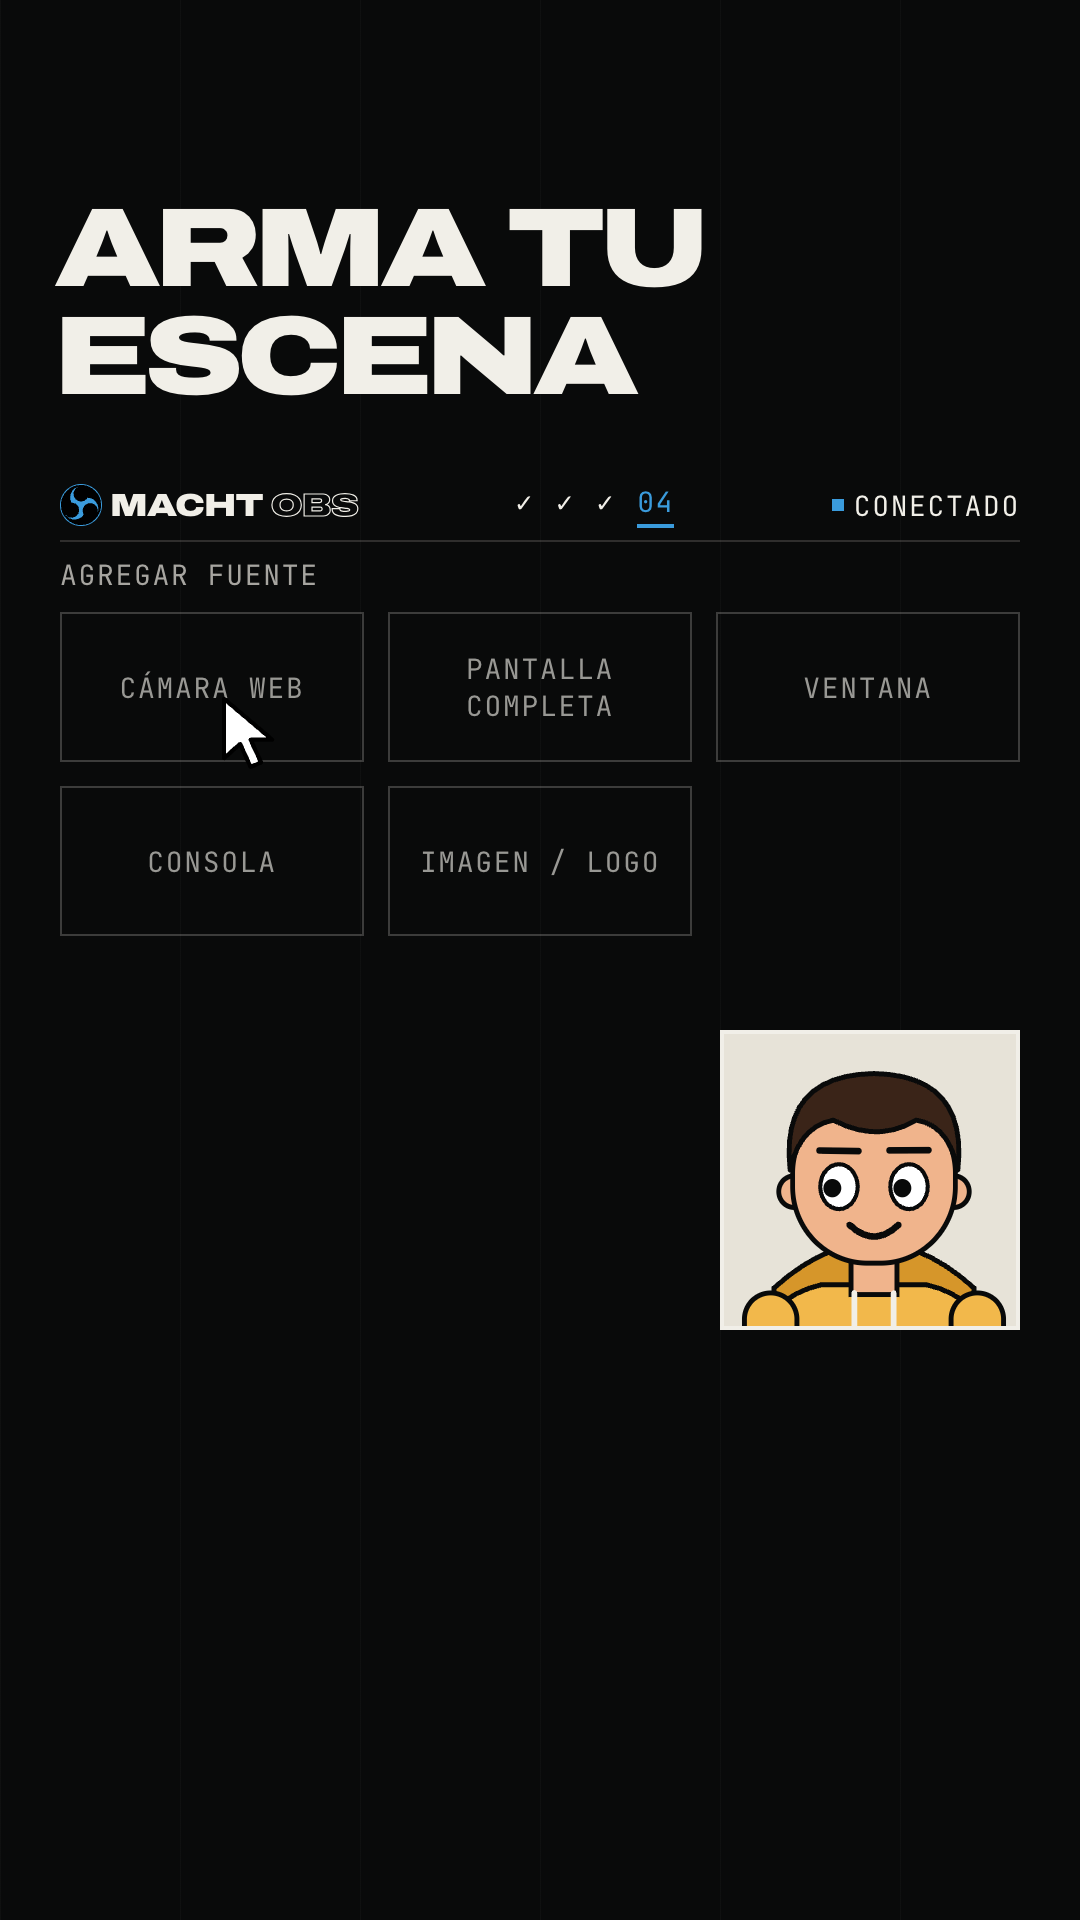 ARMA TU
ESCENA
MACHT OBS
✓ ✓ ✓ 04
CONECTADO
AGREGAR FUENTE
CÁMARA WEB
PANTALLA
COMPLETA
VENTANA
CONSOLA
IMAGEN / LOGO